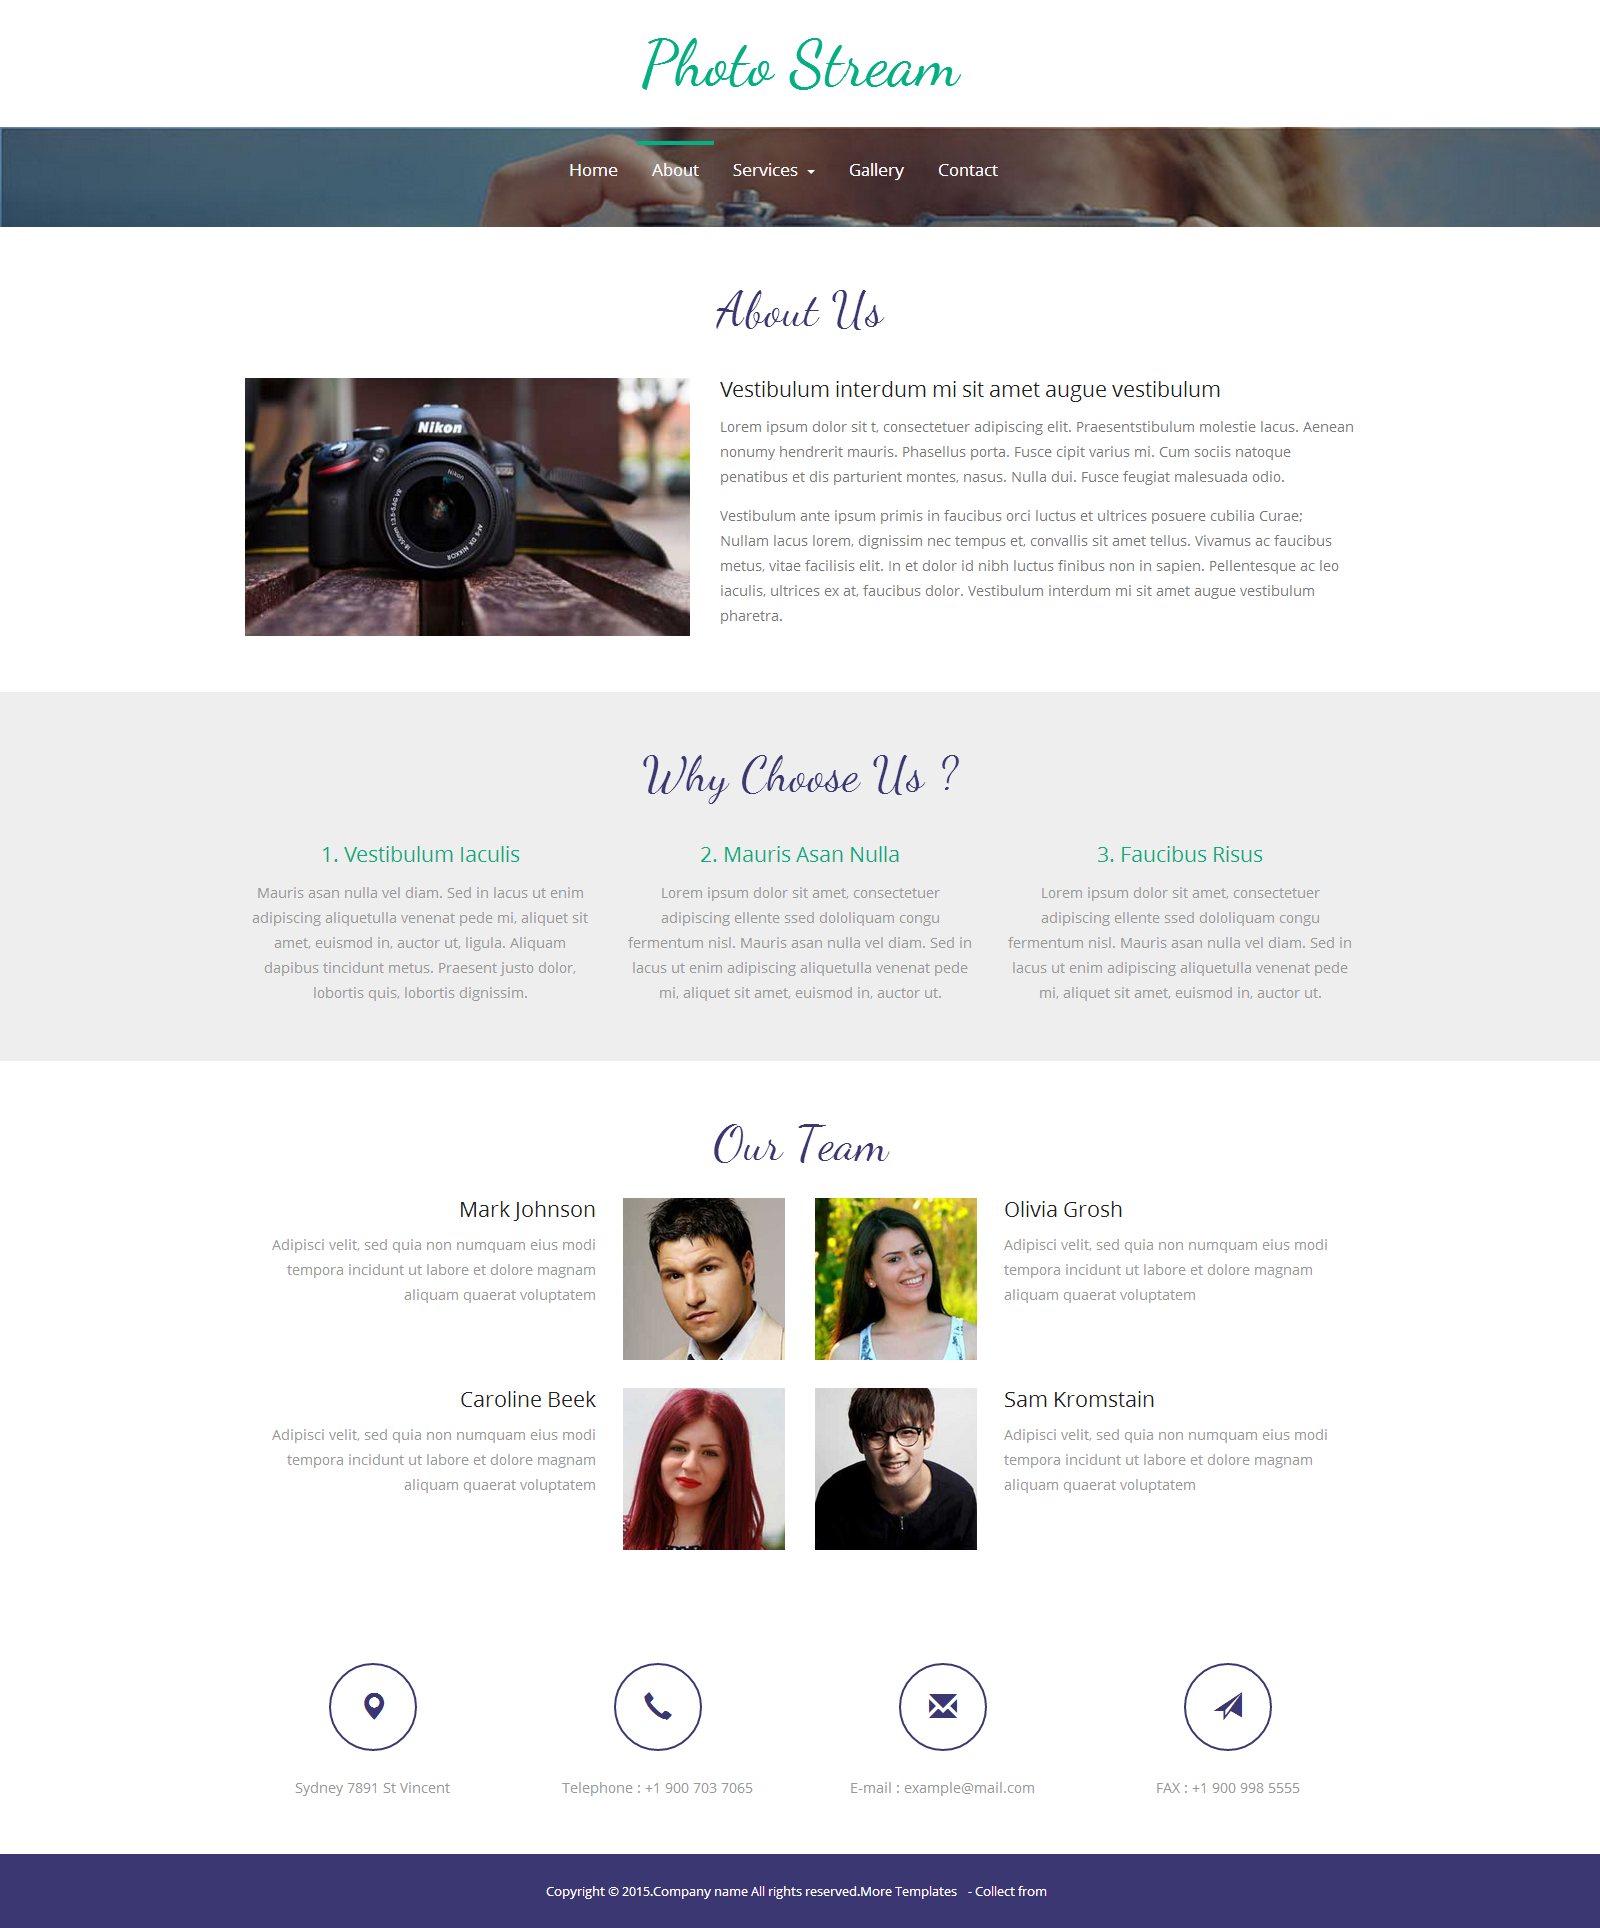 Photo Stream
Home About Services Gallery Contact
About Us
Nikon
Nikon
18-55mm 1:3.5-5.6G VR
AF-S DX NIKKOR
Vestibulum interdum mi sit amet augue vestibulum
Lorem ipsum dolor sit t, consectetuer adipiscing elit. Praesentstibulum molestie lacus. Aenean
nonumy hendrerit mauris. Phasellus porta. Fusce cipit varius mi. Cum sociis natoque
penatibus et dis parturient montes, nasus. Nulla dui. Fusce feugiat malesuada odio.
Vestibulum ante ipsum primis in faucibus orci luctus et ultrices posuere cubilia Curae;
Nullam lacus lorem, dignissim nec tempus et, convallis sit amet tellus. Vivamus ac faucibus
metus, vitae facilisis elit. In et dolor id nibh luctus finibus non in sapien. Pellentesque ac leo
iaculis, ultrices ex at, faucibus dolor. Vestibulum interdum mi sit amet augue vestibulum
pharetra.
Why Choose Us ?
1. Vestibulum Iaculis
Mauris asan nulla vel diam. Sed in lacus ut enim
adipiscing aliquetulla venenat pede mi, aliquet sit
amet, euismod in, auctor ut, ligula. Aliquam
dapibus tincidunt metus. Praesent justo dolor,
lobortis quis, lobortis dignissim.
2. Mauris Asan Nulla
Lorem ipsum dolor sit amet, consectetuer
adipiscing ellente ssed dololiquam congu
fermentum nisl. Mauris asan nulla vel diam. Sed in
lacus ut enim adipiscing aliquetulla venenat pede
mi, aliquet sit amet, euismod in, auctor ut.
3. Faucibus Risus
Lorem ipsum dolor sit amet, consectetuer
adipiscing ellente ssed dololiquam congu
fermentum nisl. Mauris asan nulla vel diam. Sed in
lacus ut enim adipiscing aliquetulla venenat pede
mi, aliquet sit amet, euismod in, auctor ut.
Our Team
Mark Johnson
Adipisci velit, sed quia non numquam eius modi
tempora incidunt ut labore et dolore magnam
aliquam quaerat voluptatem
Olivia Grosh
Adipisci velit, sed quia non numquam eius modi
tempora incidunt ut labore et dolore magnam
aliquam quaerat voluptatem
Caroline Beek
Adipisci velit, sed quia non numquam eius modi
tempora incidunt ut labore et dolore magnam
aliquam quaerat voluptatem
Sam Kromstain
Adipisci velit, sed quia non numquam eius modi
tempora incidunt ut labore et dolore magnam
aliquam quaerat voluptatem
Sydney 7891 St Vincent
Telephone : +1 900 703 7065
E-mail : example@mail.com
FAX : +1 900 998 5555
Copyright © 2015.Company name All rights reserved.More Templates - Collect from